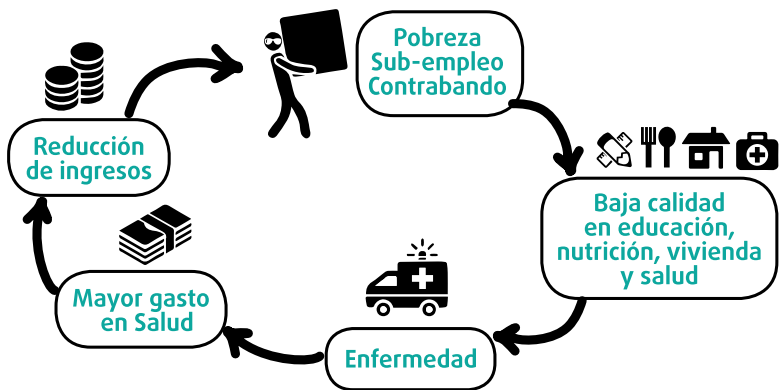 Pobreza
Sub-empleo
Contrabando
Baja calidad
en educación,
nutrición, vivienda
y salud
Enfermedad
Mayor gasto
en Salud
Reducción
de ingresos